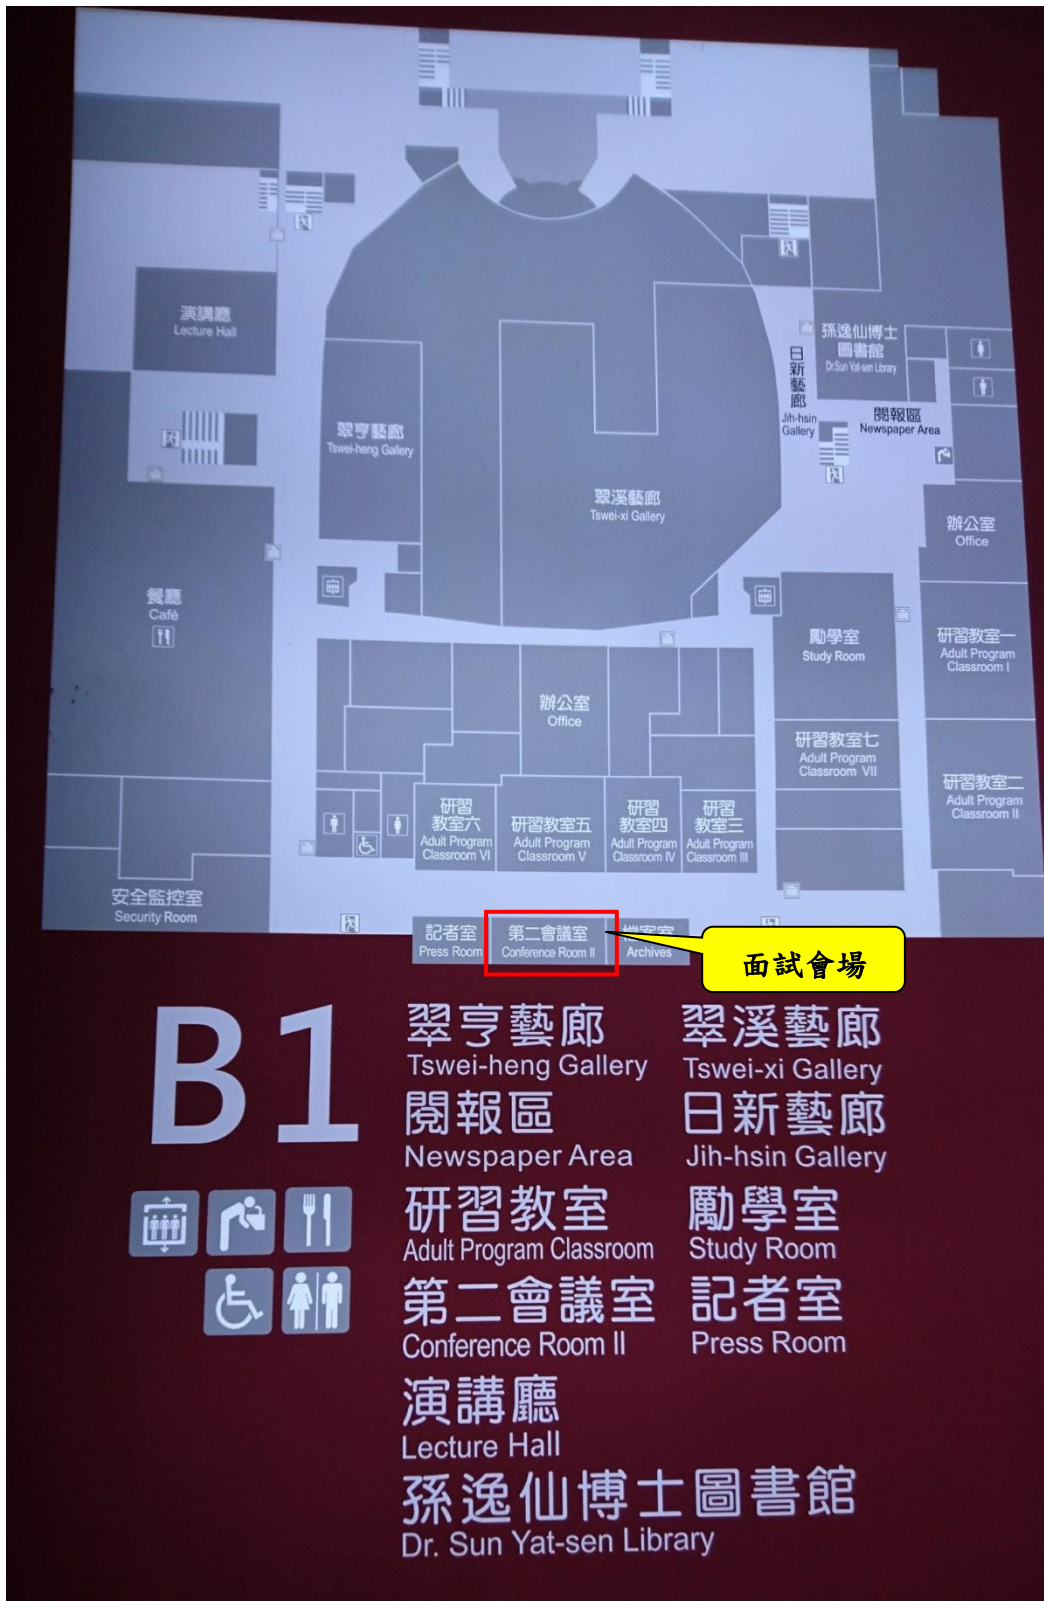 演講廳
Lecture Hall
孫逸仙博士
圖書館
Dr.Sun Yat-sen Library
日新藝廊
Jih-hsin
Gallery
閱報區
Newspaper Area
翠亨藝廊
Tswei-heng Gallery
翠溪藝廊
Tswei-xi Gallery
辦公室
Office
餐廳
Café
勵學室
Study Room
研習教室一
Adult Program
Classroom I
辦公室
Office
研習教室七
Adult Program
Classroom VII
研習教室二
Adult Program
Classroom II
研習
教室六
Adult Program
Classroom VI
研習教室五
Adult Program
Classroom V
研習
教室四
Adult Program
Classroom IV
研習
教室三
Adult Program
Classroom III
安全監控室
Security Room
記者室
Press Room
第二會議室
Conference Room II
檔案室
Archives
面試會場
B1
翠亨藝廊
Tswei-heng Gallery
翠溪藝廊
Tswei-xi Gallery
閱報區
Newspaper Area
日新藝廊
Jih-hsin Gallery
研習教室
Adult Program Classroom
勵學室
Study Room
第二會議室
Conference Room II
記者室
Press Room
演講廳
Lecture Hall
孫逸仙博士圖書館
Dr. Sun Yat-sen Library